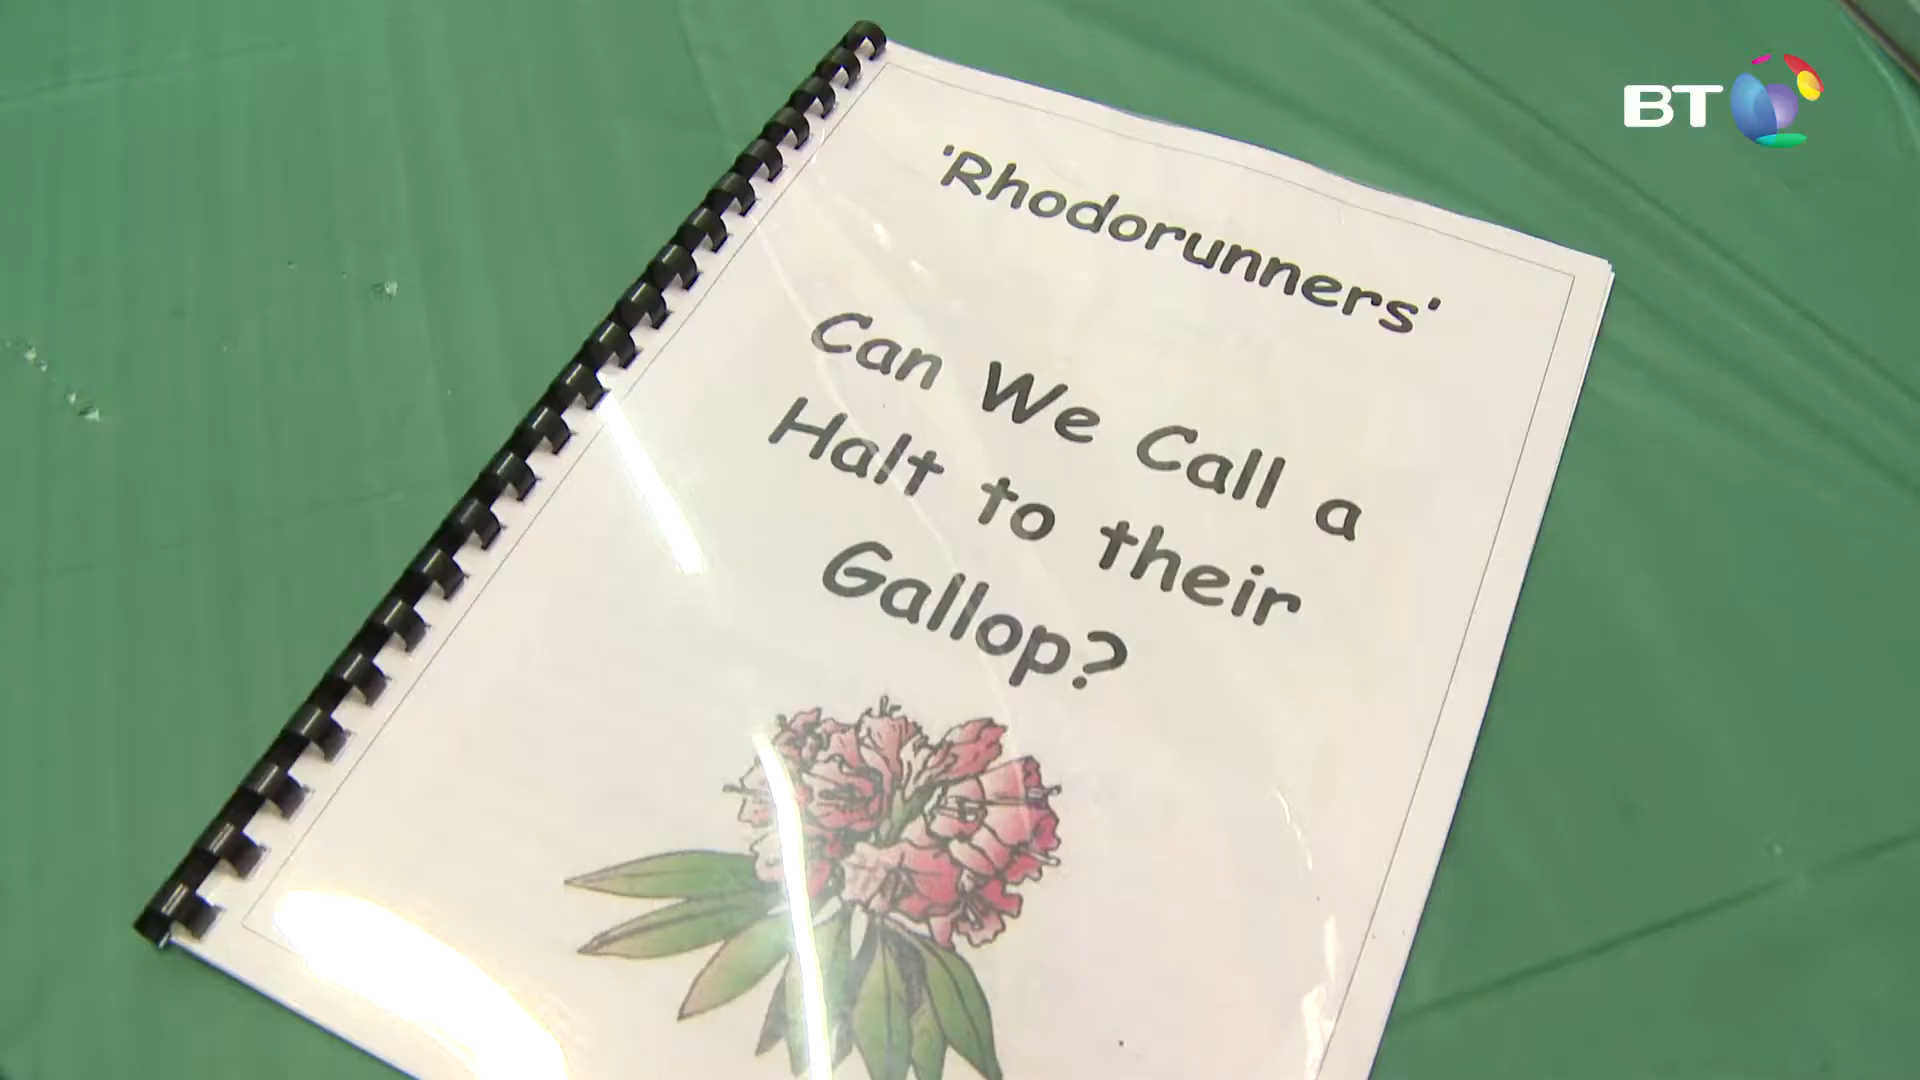 BT
'Rhodorunners'
Can We Call a
Halt to their
Gallop?